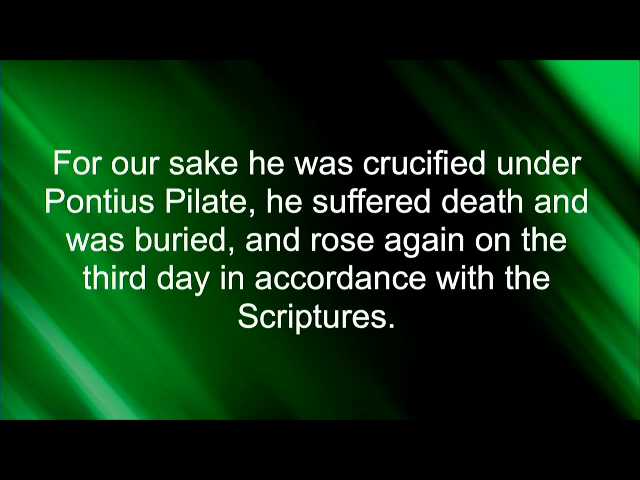 For our sake he was crucified under
Pontius Pilate, he suffered death and
was buried, and rose again on the
third day in accordance with the
Scriptures.